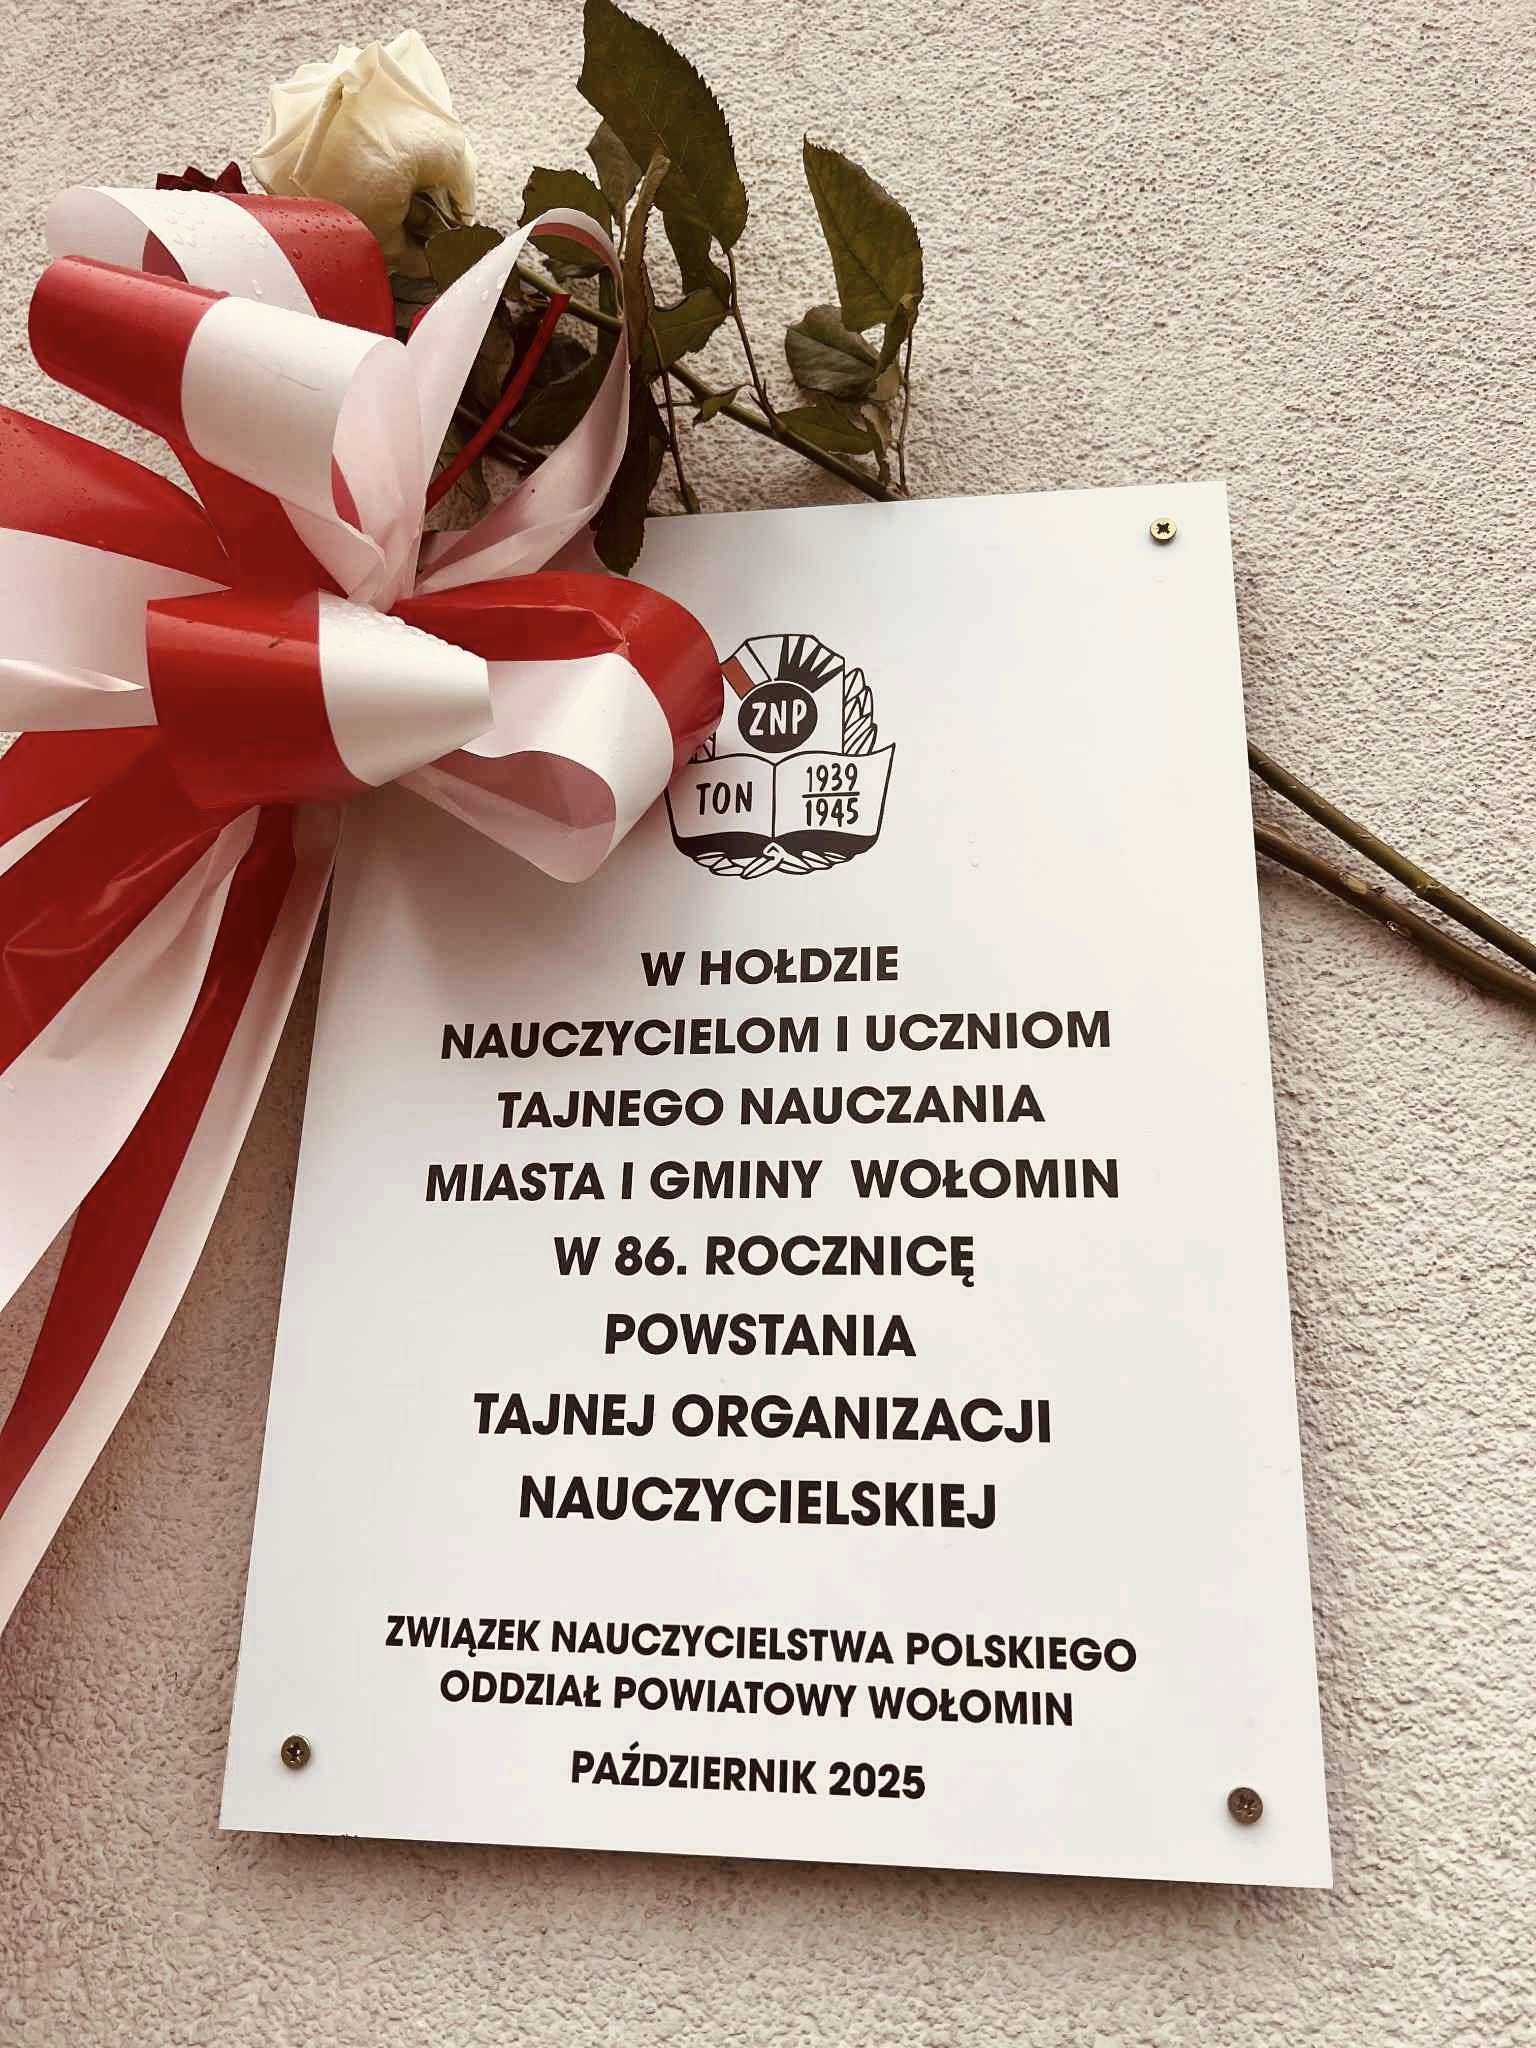 ZNP
TON
1939
1945
W HOŁDZIE
NAUCZYCIELOM I UCZNIOM
TAJNEGO NAUCZANIA
MIASTA I GMINY WOŁOMIN
W 86. ROCZNICĘ
POWSTANIA
TAJNEJ ORGANIZACJI
NAUCZYCIELSKIEJ
ZWIĄZEK NAUCZYCIELSTWA POLSKIEGO
ODDZIAŁ POWIATOWY WOŁOMIN
PAŹDZIERNIK 2025